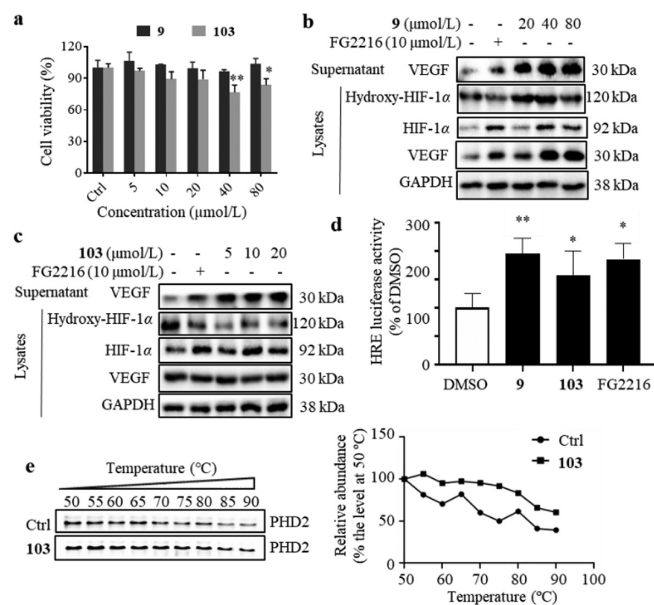 a
9 103
Cell viability (%)
120
90
60
30
0
** *
Ctrl 5 10 20 40 80
Concentration (μmol/L)
b
9 (μmol/L) - - 20 40 80
FG2216 (10 μmol/L) - + - - -
Supernatant VEGF 30 kDa
Lysates
Hydroxy-HIF-1α 120 kDa
HIF-1α 92 kDa
VEGF 30 kDa
GAPDH 38 kDa
c
103 (μmol/L) - - 5 10 20
FG2216 (10 μmol/L) - + - - -
Supernatant VEGF 30 kDa
Lysates
Hydroxy-HIF-1α 120 kDa
HIF-1α 92 kDa
VEGF 30 kDa
GAPDH 38 kDa
d
HRE luciferase activity
(% of DMSO)
300
200
200
100
100
0
** * *
DMSO 9 103 FG2216
e
Temperature (℃)
50 55 60 65 70 75 80 85 90
Ctrl PHD2
103 PHD2
Relative abundance
(% the level at 50 ℃)
150
100
50
0
Ctrl
103
50 60 70 80 90 100
Temperature (℃)